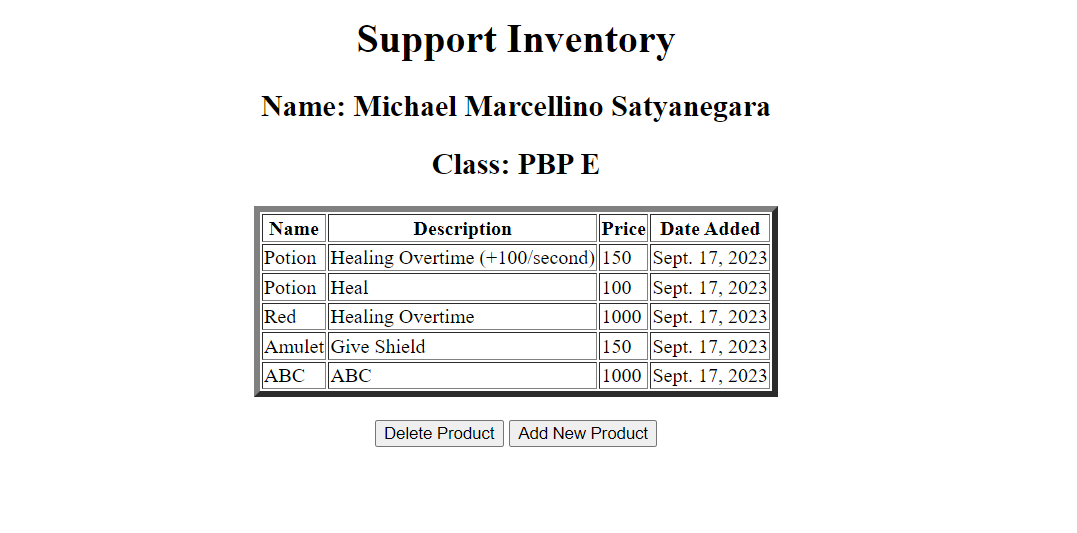 Support Inventory
Name: Michael Marcellino Satyanegara
Class: PBP E
Name Description Price Date Added
Potion Healing Overtime (+100/second) 150 Sept. 17, 2023
Potion Heal 100 Sept. 17, 2023
Red Healing Overtime 1000 Sept. 17, 2023
Amulet Give Shield 150 Sept. 17, 2023
ABC ABC 1000 Sept. 17, 2023
Delete Product Add New Product